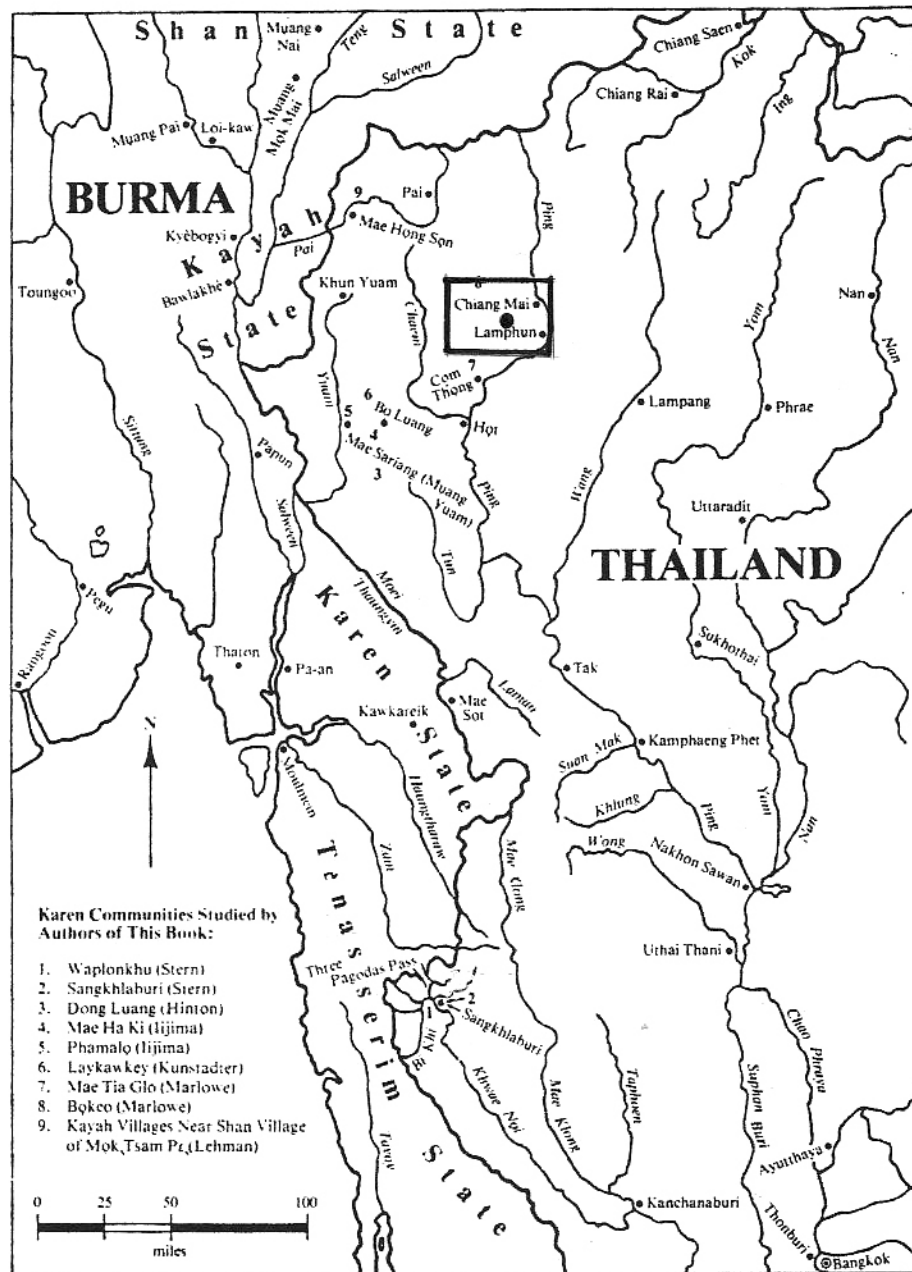 Shan State
Muang
Nai
Teng
Salween
Chiang Saen
Kok
Chiang Rai
Ing
Muang
Mok Mai
Muang Pai
Loi-kaw
BURMA
Kayah
State
9
Pai
Mae Hong Son
Ping
Kyèbogyi
Pai
Toungoo
Bawlakhè
Khun Yuam
8
Chiang Mai
Lamphun
Nan
Yom
Nan
Yuam
7
Com
Thong
6
Bo Luang
5
4
Hot
Lampang
Phrae
Mae Sariang (Muang
Yuam)
3
Papun
Sittang
Salween
Ping
Wang
Uttaradit
Tun
THAILAND
Moei
Thaungyin
Pegu
Rangoon
Karen
State
Thaton
Pa-an
Sukhothai
Tak
Mae
Sot
Kawkareik
Kamphaeng Phet
Suan Mak
Khlung
Ping
Yom
Nan
N
Moulmein
Haungtharaw
Zami
Wong
Nakhon Sawan
Mae Klong
Uthai Thani
Tenasserim
State
Three
Pagodas Pass
1
2
Sangkhlaburi
Khwae Noi
Mae Klong
Taphoen
Suphan Buri
Chao
Phraya
Tavoy
Kanchanaburi
Ayutthaya
Thonburi
Bangkok
Karen Communities Studied by
Authors of This Book:
1. Waplonkhu (Stern)
2. Sangkhlaburi (Stern)
3. Dong Luang (Hinton)
4. Mae Ha Ki (Iijima)
5. Phamalo (Iijima)
6. Laykawkey (Kunstadter)
7. Mae Tia Glo (Marlowe)
8. Bokeo (Marlowe)
9. Kayah Villages Near Shan Village
of Mok Tsam Pε (Lehman)
0 25 50 100
miles